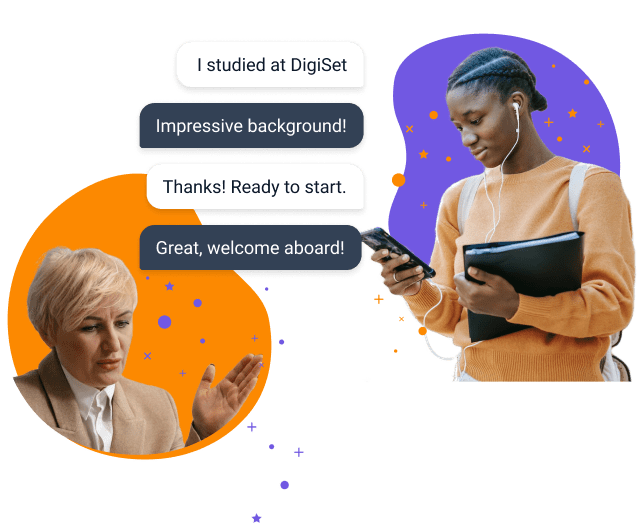 I studied at DigiSet
Impressive background!
Thanks! Ready to start.
Great, welcome aboard!